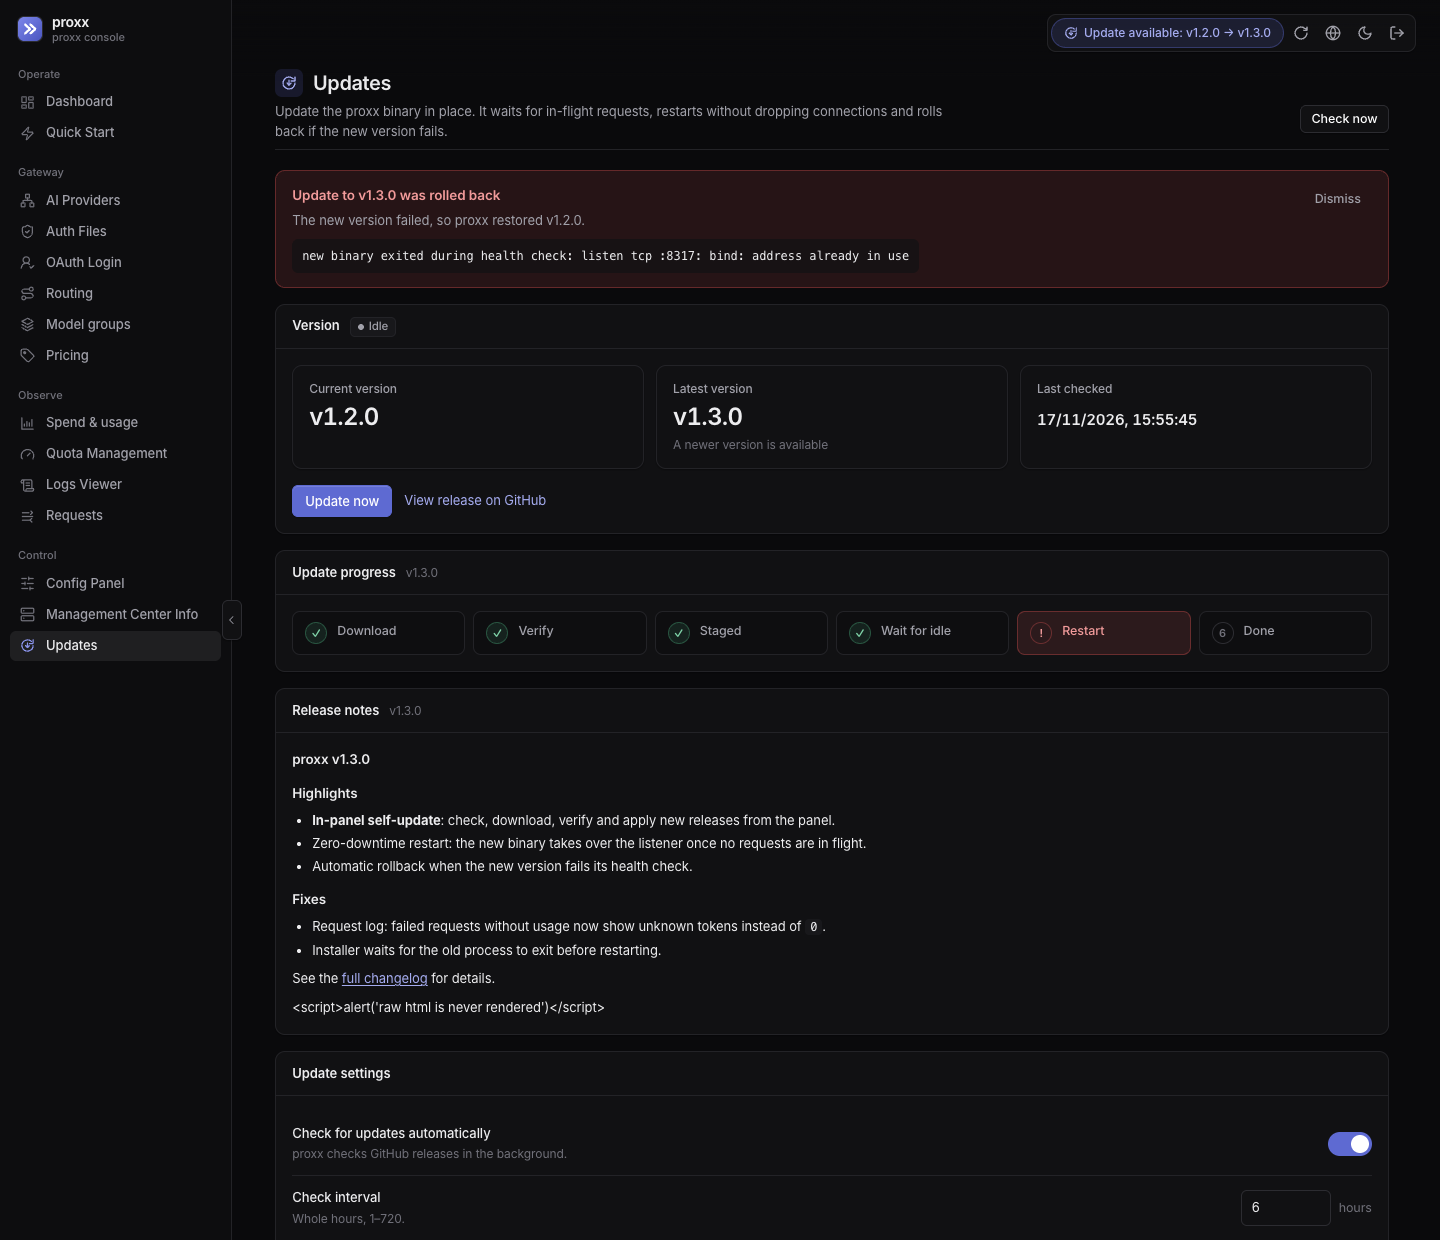 proxx
proxx console
Update available: v1.2.0 → v1.3.0
Operate
Dashboard
Quick Start
Gateway
AI Providers
Auth Files
OAuth Login
Routing
Model groups
Pricing
Observe
Spend & usage
Quota Management
Logs Viewer
Requests
Control
Config Panel
Management Center Info
Updates
Updates
Update the proxx binary in place. It waits for in-flight requests, restarts without dropping connections and rolls
back if the new version fails.
Check now
Update to v1.3.0 was rolled back
Dismiss
The new version failed, so proxx restored v1.2.0.
new binary exited during health check: listen tcp :8317: bind: address already in use
Version
Idle
Current version
v1.2.0
Latest version
v1.3.0
A newer version is available
Last checked
17/11/2026, 15:55:45
Update now
View release on GitHub
Update progress v1.3.0
Download
Verify
Staged
Wait for idle
! Restart
6 Done
Release notes v1.3.0
proxx v1.3.0
Highlights
• In-panel self-update: check, download, verify and apply new releases from the panel.
• Zero-downtime restart: the new binary takes over the listener once no requests are in flight.
• Automatic rollback when the new version fails its health check.
Fixes
• Request log: failed requests without usage now show unknown tokens instead of 0.
• Installer waits for the old process to exit before restarting.
See the full changelog for details.
<script>alert('raw html is never rendered')</script>
Update settings
Check for updates automatically
proxx checks GitHub releases in the background.
Check interval
Whole hours, 1–720.
6 hours